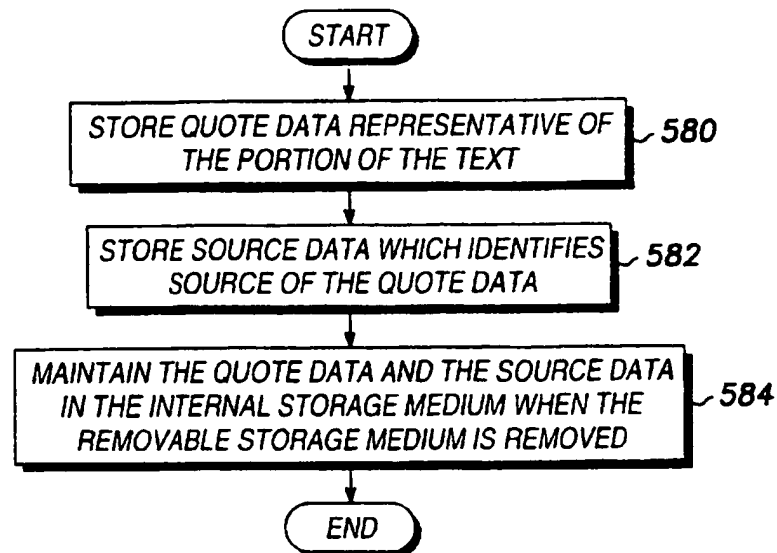 START
STORE QUOTE DATA REPRESENTATIVE OF
THE PORTION OF THE TEXT
580
STORE SOURCE DATA WHICH IDENTIFIES
SOURCE OF THE QUOTE DATA
582
MAINTAIN THE QUOTE DATA AND THE SOURCE DATA
IN THE INTERNAL STORAGE MEDIUM WHEN THE
REMOVABLE STORAGE MEDIUM IS REMOVED
584
END